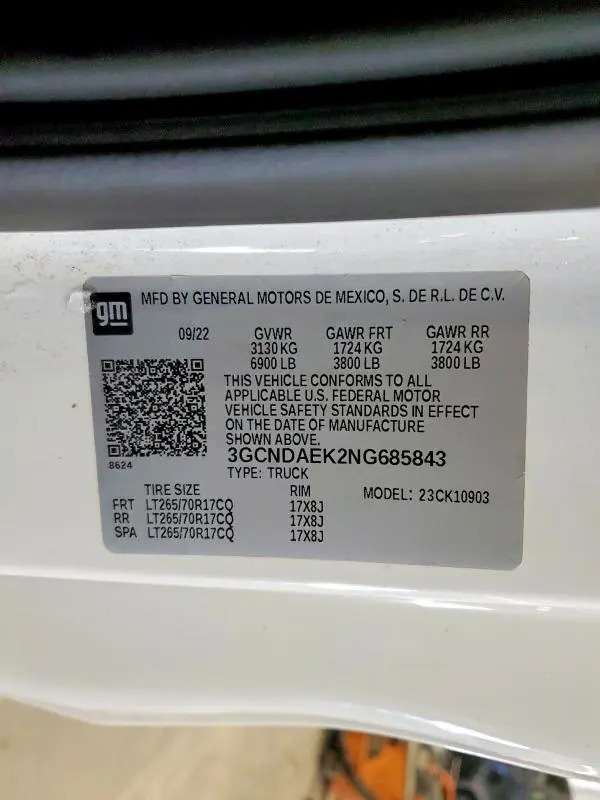 gm
MFD BY GENERAL MOTORS DE MEXICO, S. DE R.L. DE C.V.
09/22 GVWR GAWR FRT GAWR RR
3130 KG 1724 KG 1724 KG
6900 LB 3800 LB 3800 LB
THIS VEHICLE CONFORMS TO ALL
APPLICABLE U.S. FEDERAL MOTOR
VEHICLE SAFETY STANDARDS IN EFFECT
ON THE DATE OF MANUFACTURE
SHOWN ABOVE.
8624
3GCNDAEK2NG685843
TYPE: TRUCK
TIRE SIZE RIM MODEL: 23CK10903
FRT LT265/70R17CQ 17X8J
RR LT265/70R17CQ 17X8J
SPA LT265/70R17CQ 17X8J